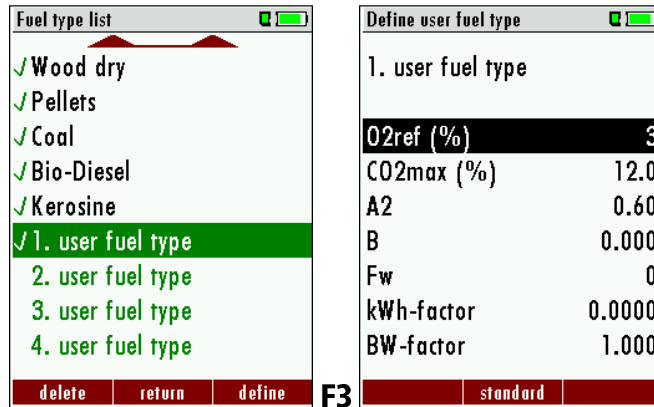 Fuel type list
Wood dry
Pellets
Coal
Bio-Diesel
Kerosine
1. user fuel type
2. user fuel type
3. user fuel type
4. user fuel type
delete return define
F3
Define user fuel type
1. user fuel type
O2ref (%) 3
CO2max (%) 12.0
A2 0.60
B 0.000
Fw 0
kWh-factor 0.0000
BW-factor 1.000
standard